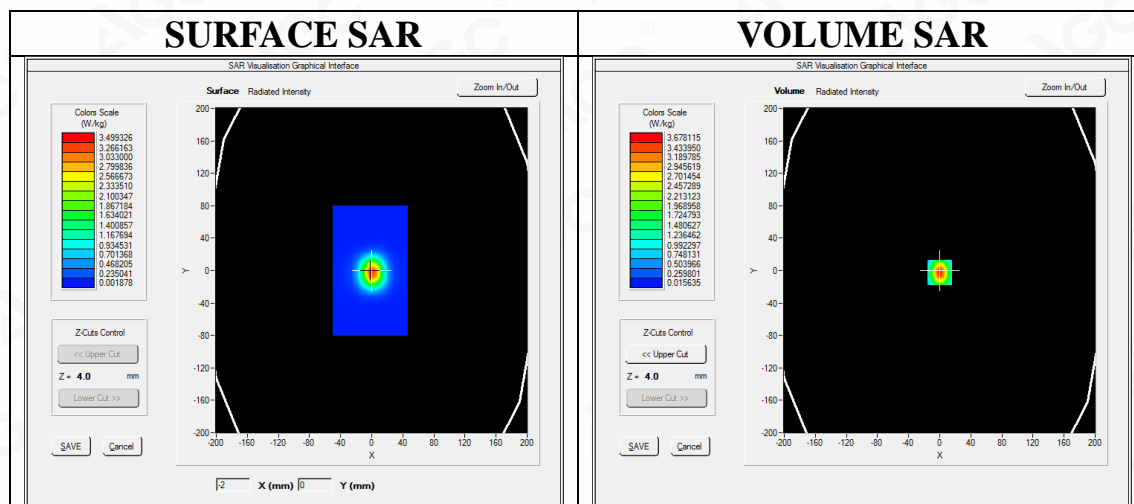 SURFACE SAR
SAR Visualisation Graphical Interface
Surface Radiated Intensity
Zoom In/Out
Colors Scale
(W/kg)
3.499326
3.266163
3.033000
2.799836
2.566673
2.333510
2.100347
1.867184
1.634021
1.400857
1.167694
0.934531
0.701368
0.468205
0.235041
0.001878
200
160
120
80
40
0
-40
-80
-120
-160
-200
Y
-200 -160 -120 -80 -40 0 40 80 120 160 200
X
Z-Cuts Control
<< Upper Cut
Z = 4.0 mm
Lower Cut >>
SAVE Cancel
-2 X (mm) 0 Y (mm)
VOLUME SAR
SAR Visualisation Graphical Interface
Volume Radiated Intensity
Zoom In/Out
Colors Scale
(W/kg)
3.678115
3.433950
3.189785
2.945619
2.701454
2.457289
2.213123
1.968958
1.724793
1.480627
1.236462
0.992297
0.748131
0.503966
0.259801
0.015635
200
160
120
80
40
0
-40
-80
-120
-160
-200
Y
-200 -160 -120 -80 -40 0 40 80 120 160 200
X
Z-Cuts Control
<< Upper Cut
Z = 4.0 mm
Lower Cut >>
SAVE Cancel